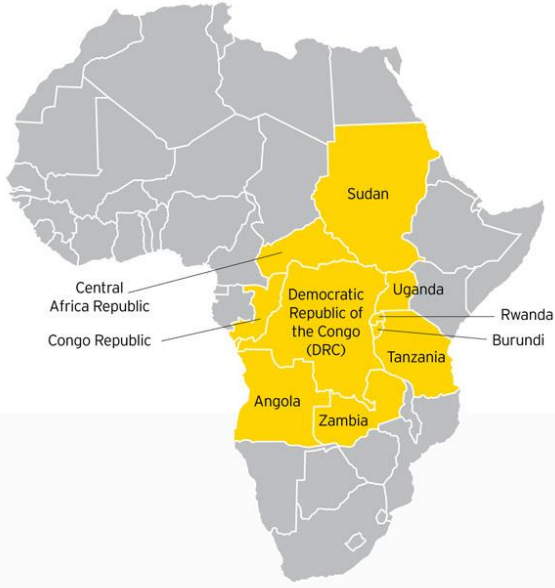 Sudan
Central
Africa Republic
Congo Republic
Democratic
Republic of
the Congo
(DRC)
Uganda
Rwanda
Burundi
Tanzania
Angola
Zambia